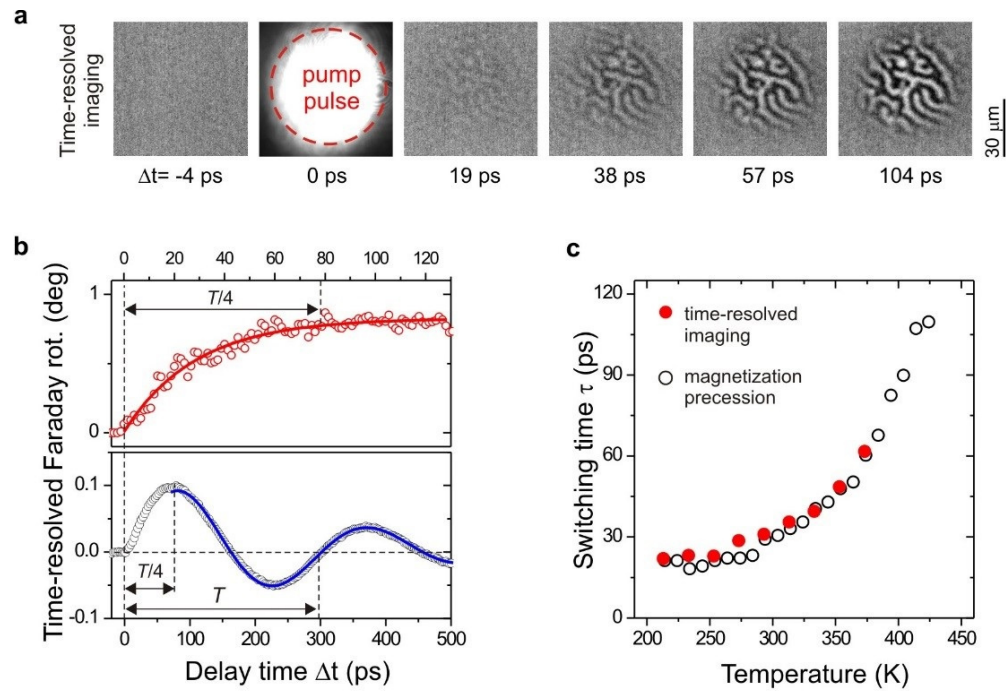 a
Time-resolved
imaging
pump
pulse
30 µm
Δt= -4 ps
0 ps
19 ps
38 ps
57 ps
104 ps
b
0 20 40 60 80 100 120
Time-resolved Faraday rot. (deg)
1
T/4
0
0.1
0.0
T/4
T
-0.1
0 100 200 300 400 500
Delay time Δt (ps)
c
Switching time τ (ps)
120
time-resolved
imaging
90
magnetization
precession
60
30
0
200 250 300 350 400 450
Temperature (K)